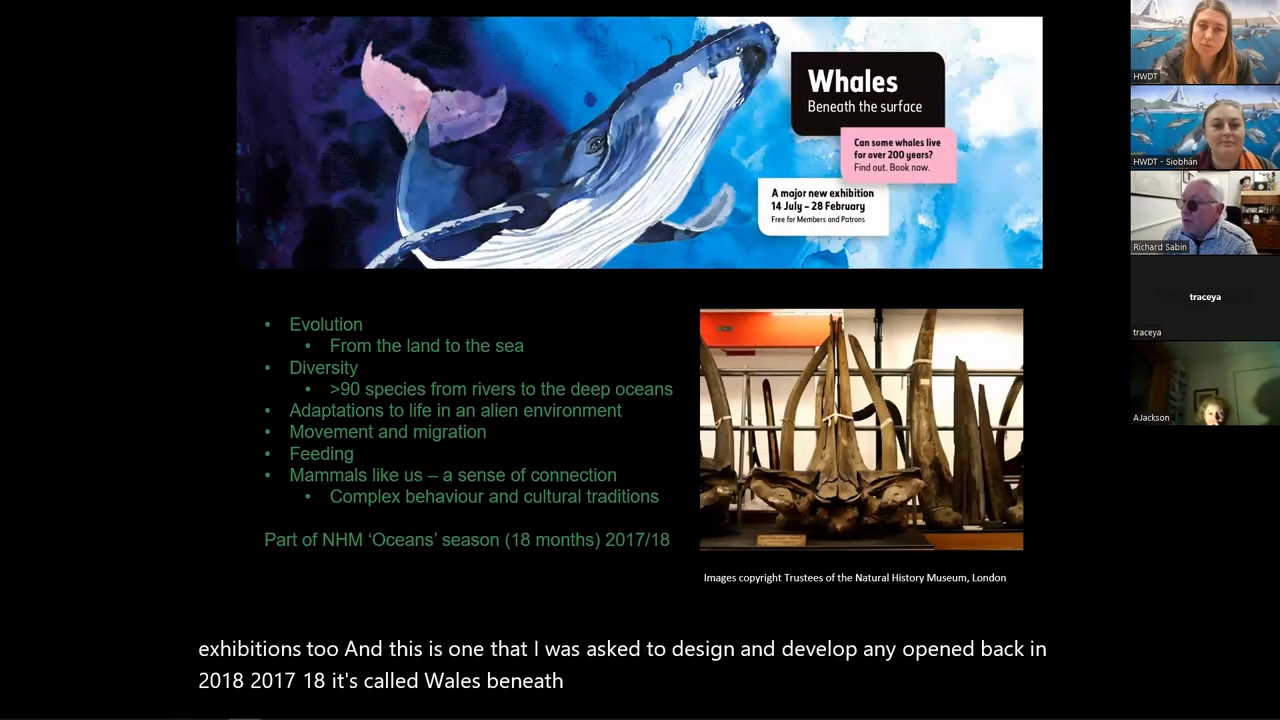 Whales
Beneath the surface
Can some whales live
for over 200 years?
Find out. Book now.
A major new exhibition
14 July – 28 February
Free for Members and Patrons
• Evolution
• From the land to the sea
• Diversity
• >90 species from rivers to the deep oceans
• Adaptations to life in an alien environment
• Movement and migration
• Feeding
• Mammals like us – a sense of connection
• Complex behaviour and cultural traditions
Part of NHM ‘Oceans’ season (18 months) 2017/18
Images copyright Trustees of the Natural History Museum, London
exhibitions too And this is one that I was asked to design and develop any opened back in
2018 2017 18 it's called Wales beneath
HWDT
HWDT - Siobhán
Richard Sabin
traceya
traceya
AJackson